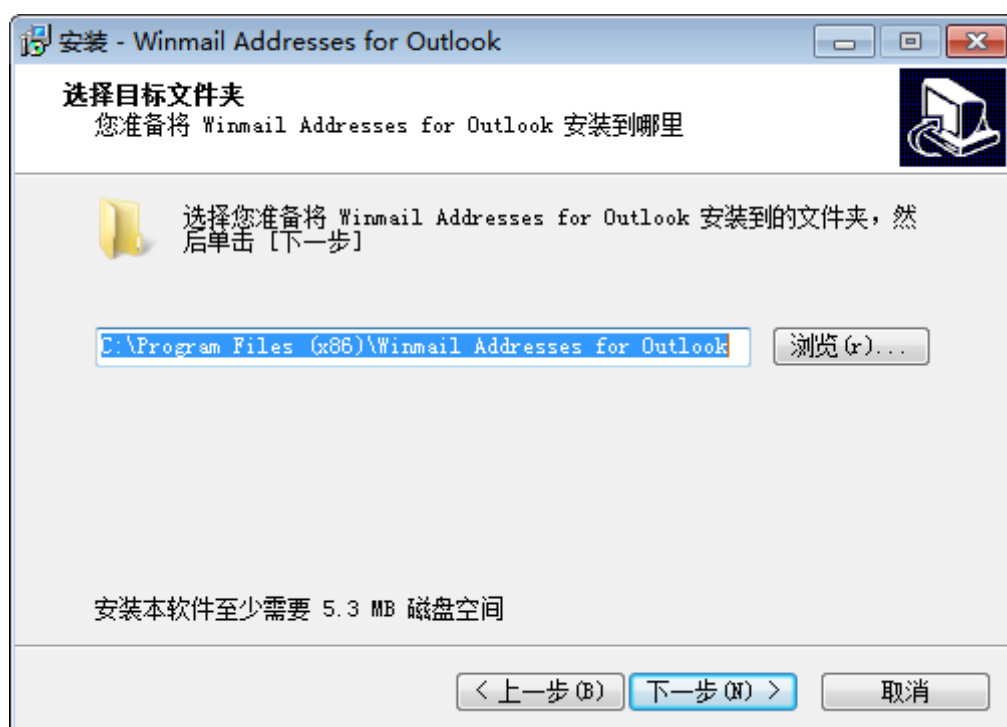 安装 - Winmail Addresses for Outlook
选择目标文件夹
您准备将 Winmail Addresses for Outlook 安装到哪里
选择您准备将 Winmail Addresses for Outlook 安装到的文件夹，然
后单击 [下一步]
C:\Program Files (x86)\Winmail Addresses for Outlook
浏览(r)...
安装本软件至少需要 5.3 MB 磁盘空间
< 上一步(B)
下一步(N) >
取消